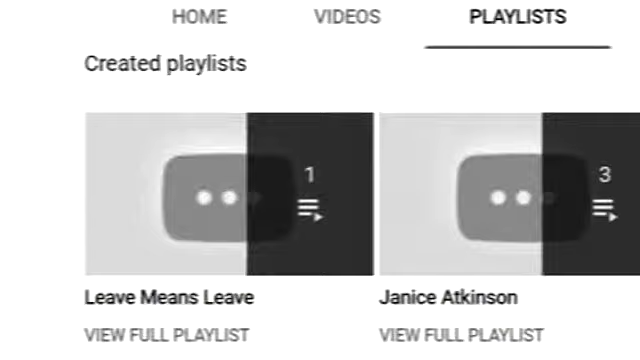 HOME VIDEOS PLAYLISTS
Created playlists
1 3
Leave Means Leave Janice Atkinson
VIEW FULL PLAYLIST VIEW FULL PLAYLIST